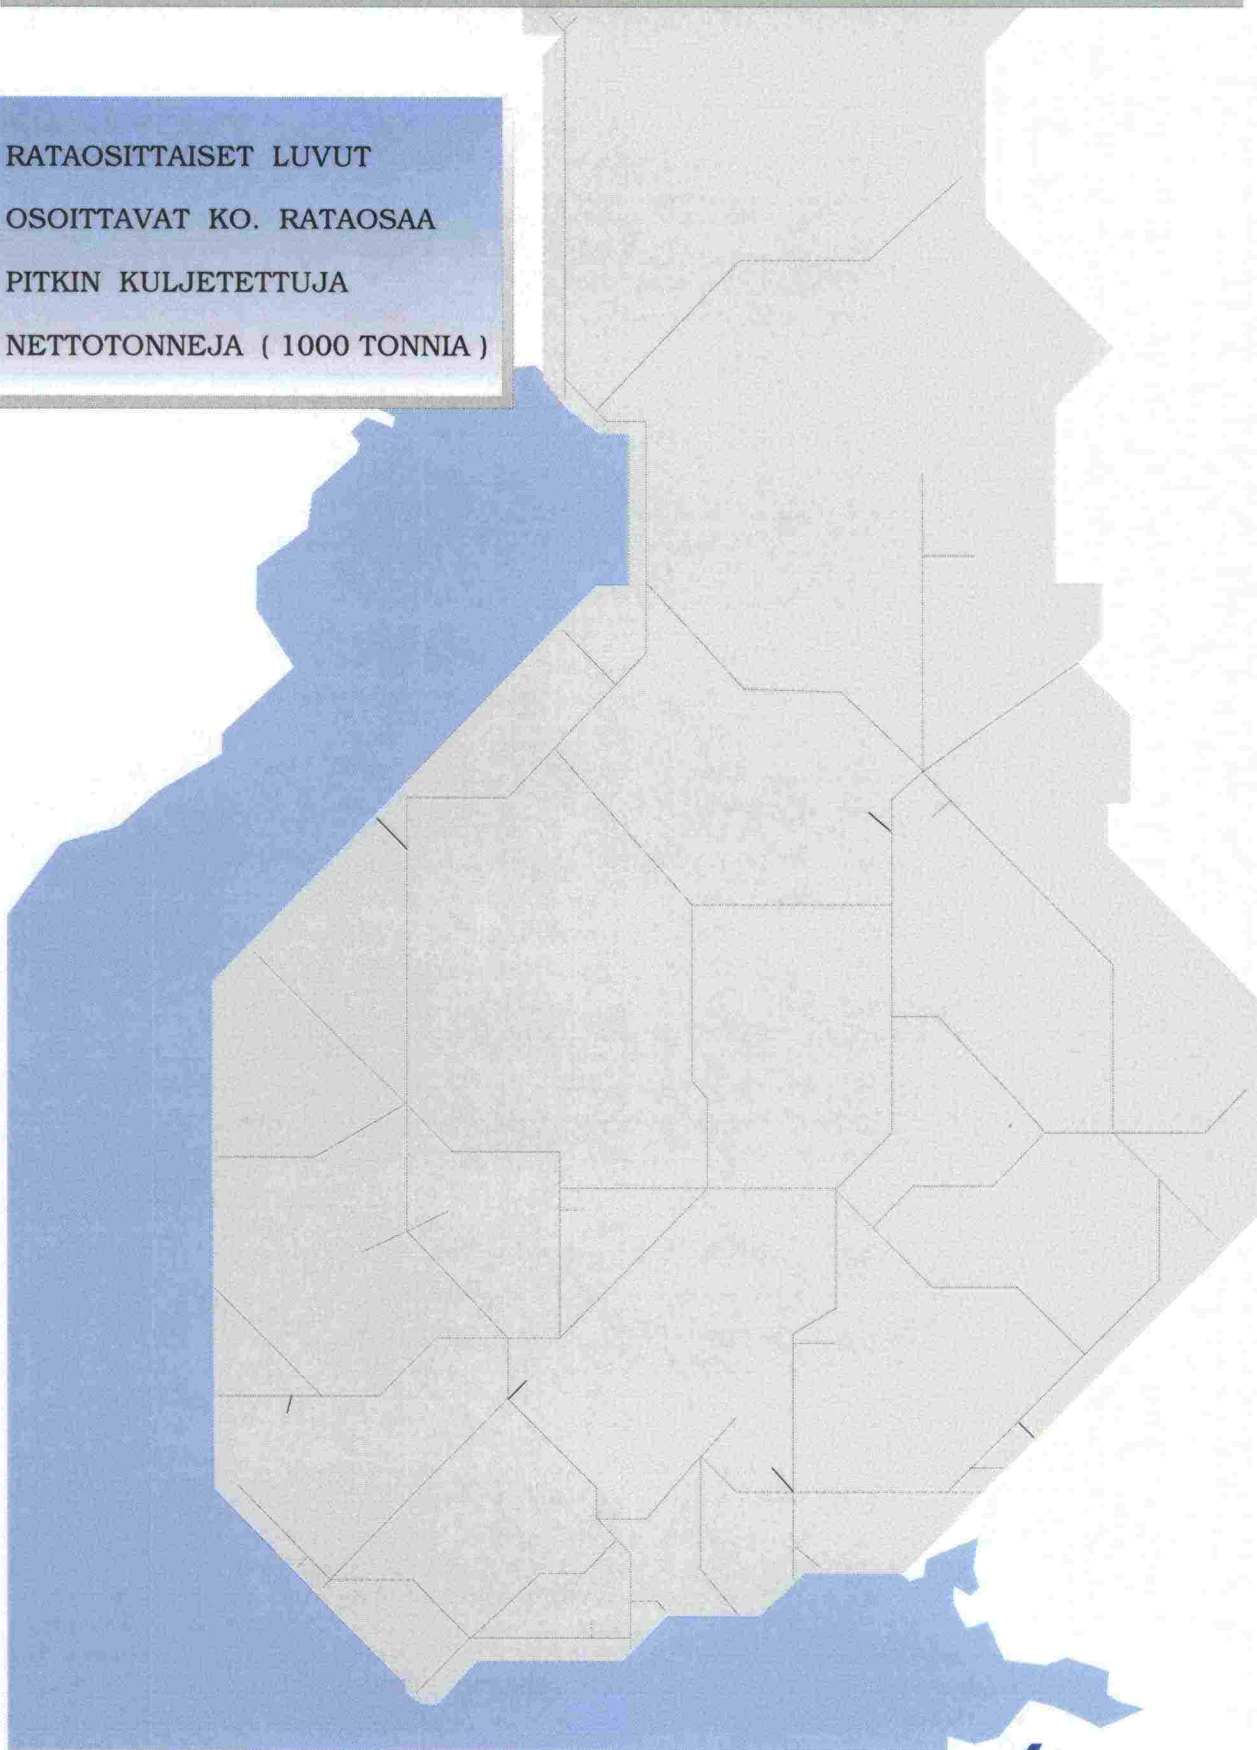 RATAOSITTAISET LUVUT
OSOITTAVAT KO. RATAOSAA
PITKIN KULJETETTUJA
NETTOTONNEJA ( 1000 TONNIA )